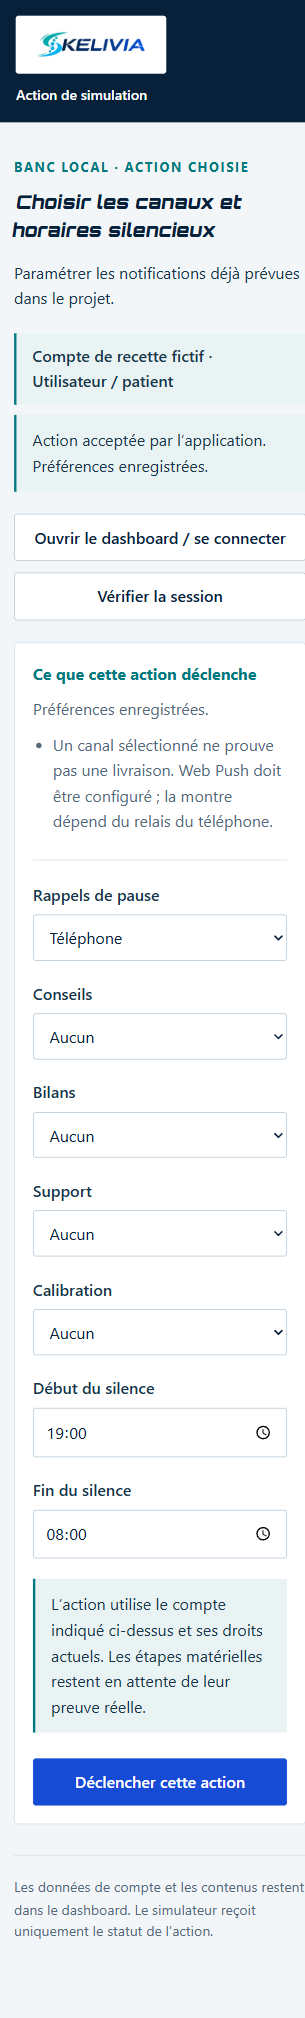 SKELIVIA
Action de simulation
BANC LOCAL · ACTION CHOISIE
Choisir les canaux et
horaires silencieux
Paramétrer les notifications déjà prévues
dans le projet.
Compte de recette fictif ·
Utilisateur / patient
Action acceptée par l’application.
Préférences enregistrées.
Ouvrir le dashboard / se connecter
Vérifier la session
Ce que cette action déclenche
Préférences enregistrées.
• Un canal sélectionné ne prouve
pas une livraison. Web Push doit
être configuré ; la montre
dépend du relais du téléphone.
Rappels de pause
Téléphone
Conseils
Aucun
Bilans
Aucun
Support
Aucun
Calibration
Aucun
Début du silence
19:00
Fin du silence
08:00
L’action utilise le compte
indiqué ci-dessus et ses droits
actuels. Les étapes matérielles
restent en attente de leur
preuve réelle.
Déclencher cette action
Les données de compte et les contenus restent
dans le dashboard. Le simulateur reçoit
uniquement le statut de l’action.